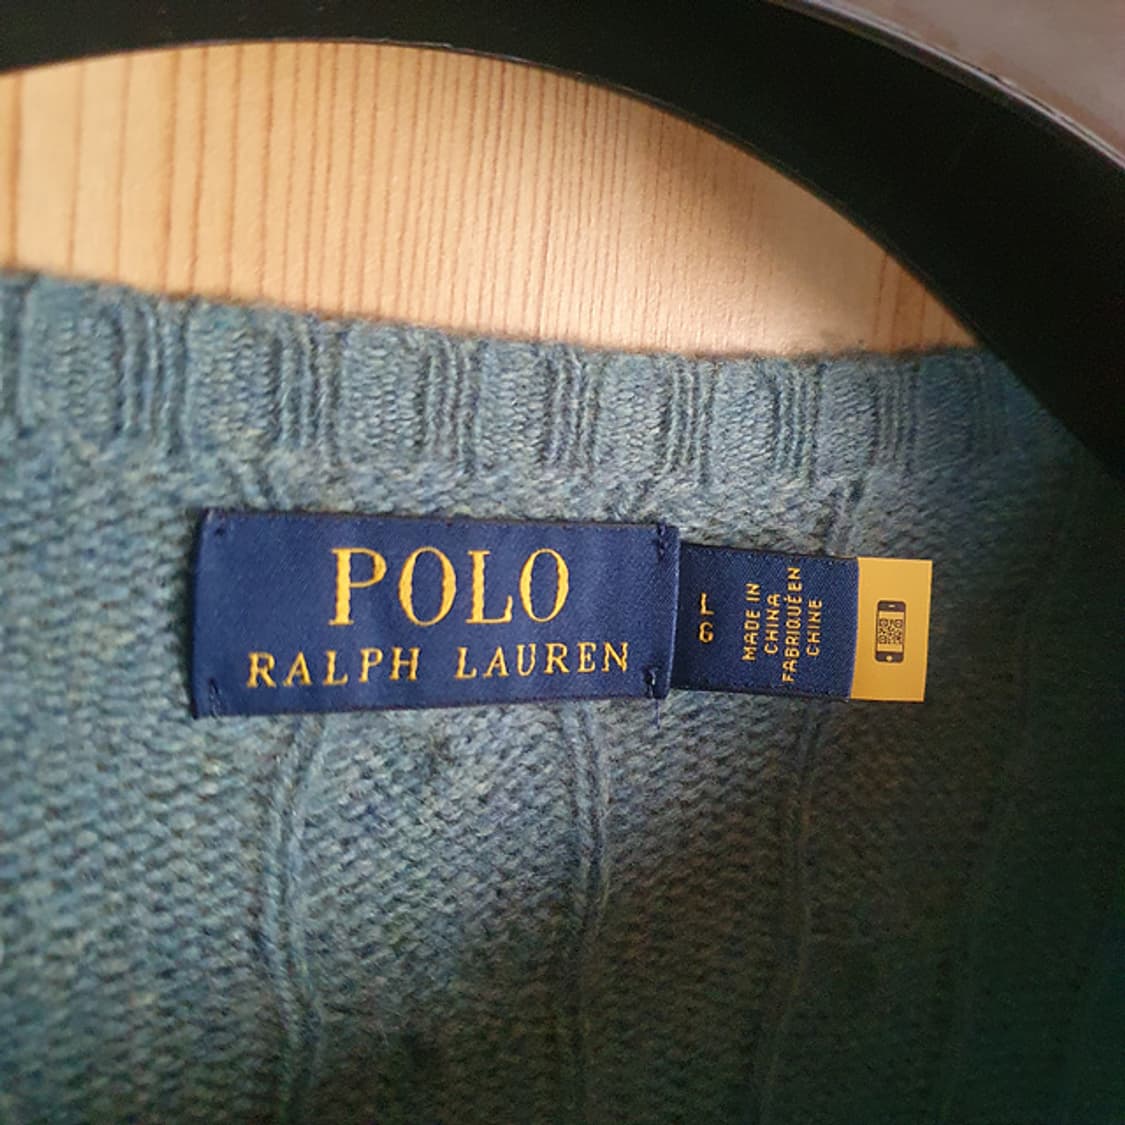 POLO
RALPH LAUREN
L
G
MADE IN
CHINA
FABRIQUÉ EN
CHINE